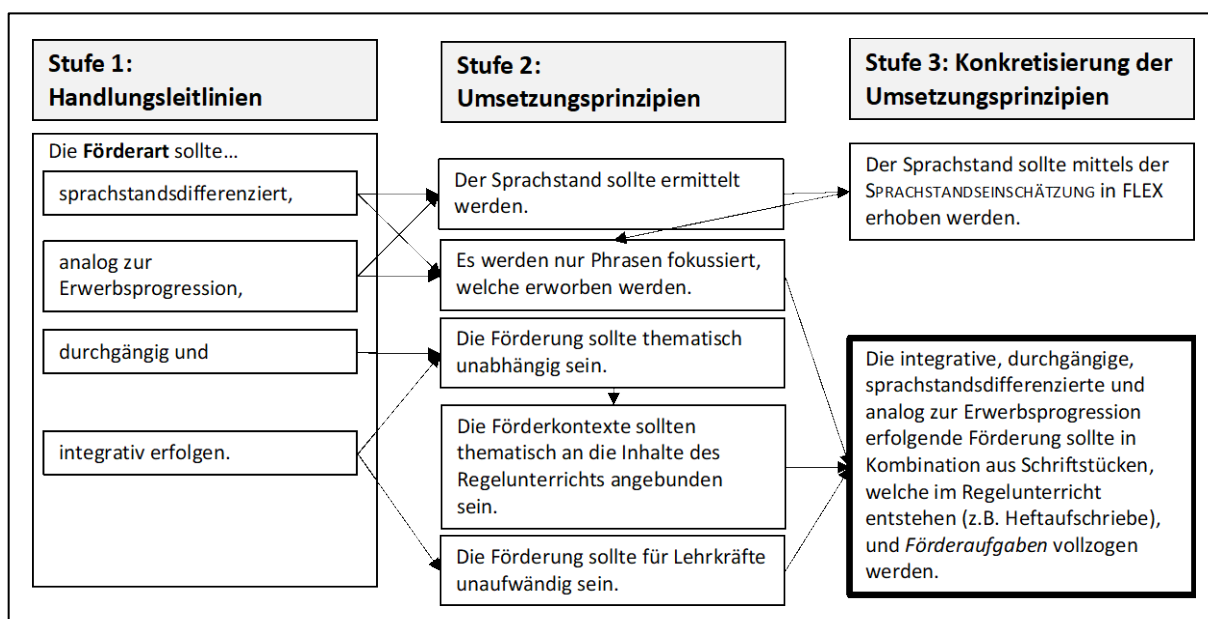 Stufe 1:
Handlungsleitlinien
Die Förderart sollte…
sprachstandsdifferenziert,
analog zur
Erwerbsprogression,
durchgängig und
integrativ erfolgen.
Stufe 2:
Umsetzungsprinzipien
Der Sprachstand sollte ermittelt
werden.
Es werden nur Phrasen fokussiert,
welche erworben werden.
Die Förderung sollte thematisch
unabhängig sein.
Die Förderkontexte sollten
thematisch an die Inhalte des
Regelunterrichts angebunden
sein.
Die Förderung sollte für Lehrkräfte
unaufwändig sein.
Stufe 3: Konkretisierung der
Umsetzungsprinzipien
Der Sprachstand sollte mittels der
SPRACHSTANDSEINSCHÄTZUNG in FLEX
erhoben werden.
Die integrative, durchgängige,
sprachstandsdifferenzierte und
analog zur Erwerbsprogression
erfolgende Förderung sollte in
Kombination aus Schriftstücken,
welche im Regelunterricht
entstehen (z.B. Heftaufschriebe),
und Förderaufgaben vollzogen
werden.